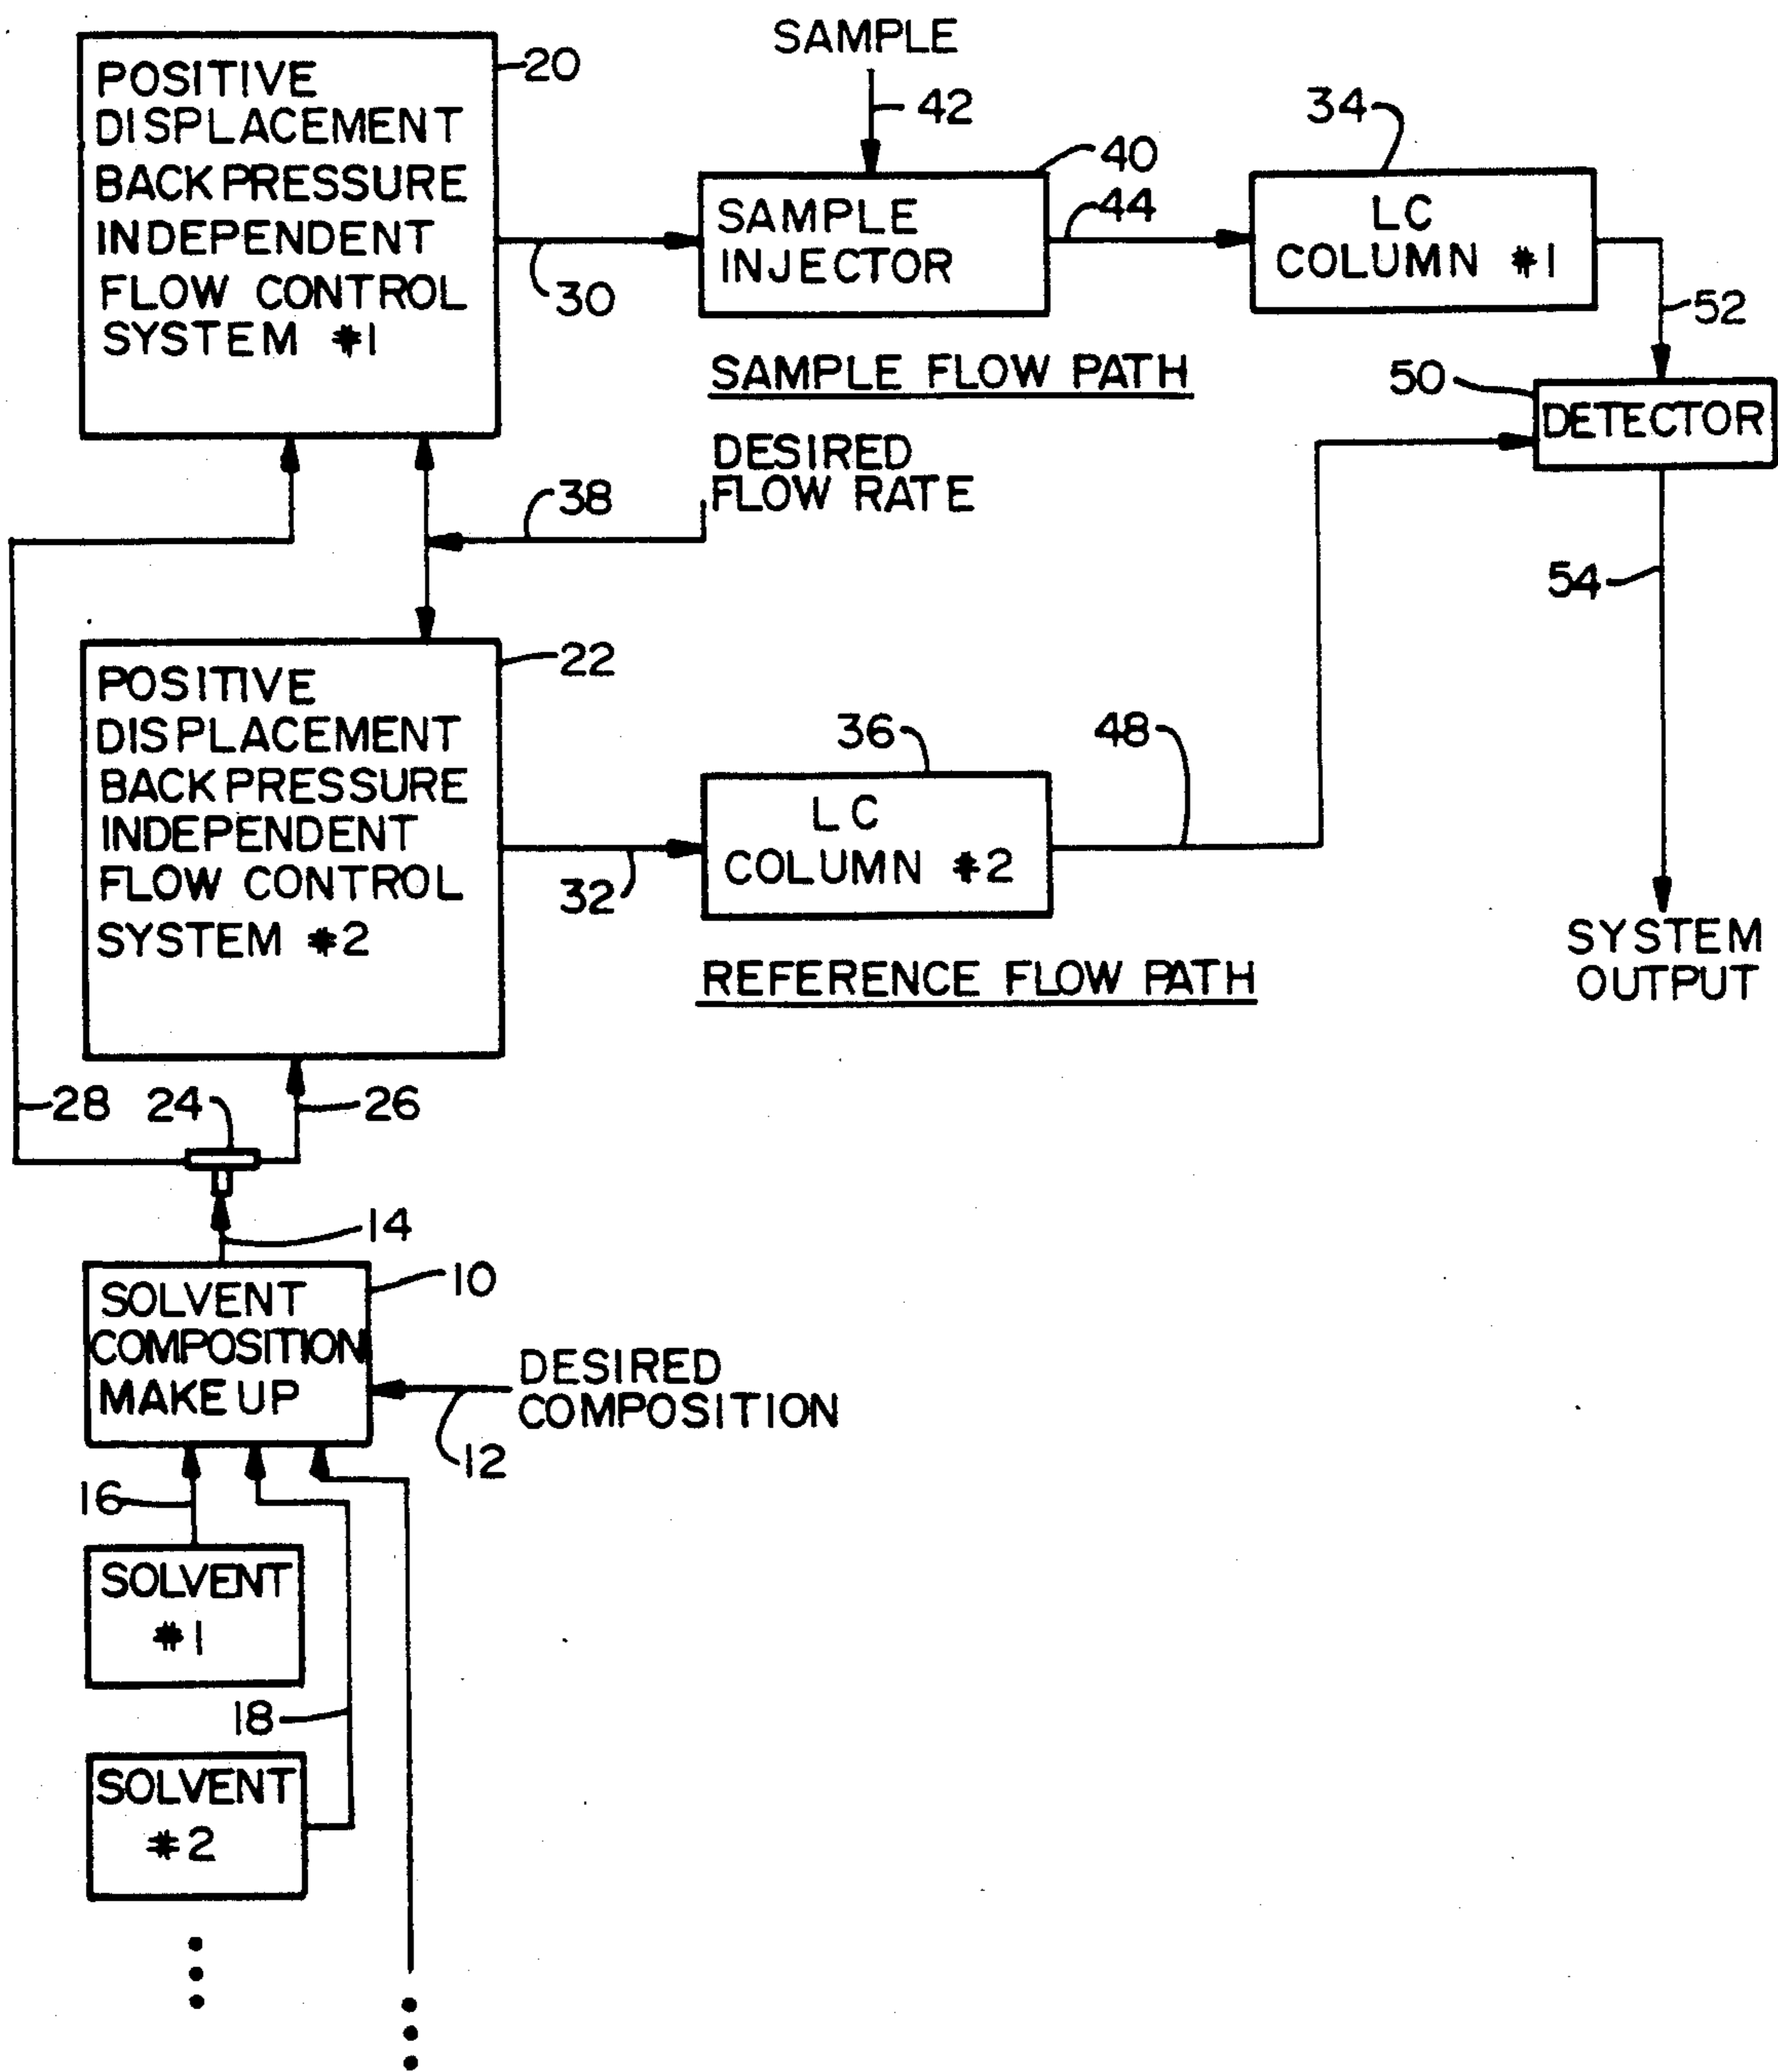 SAMPLE
42
POSITIVE
DISPLACEMENT
BACK PRESSURE
INDEPENDENT
FLOW CONTROL
SYSTEM #1
20
30
SAMPLE
INJECTOR
40
44
34
LC
COLUMN #1
52
SAMPLE FLOW PATH
50
DETECTOR
DESIRED
FLOW RATE
38
54
POSITIVE
DISPLACEMENT
BACK PRESSURE
INDEPENDENT
FLOW CONTROL
SYSTEM #2
22
32
36
LC
COLUMN #2
48
SYSTEM
OUTPUT
REFERENCE FLOW PATH
28
24
26
14
SOLVENT
COMPOSITION
MAKE UP
10
DESIRED
COMPOSITION
12
16
SOLVENT
#1
18
SOLVENT
#2